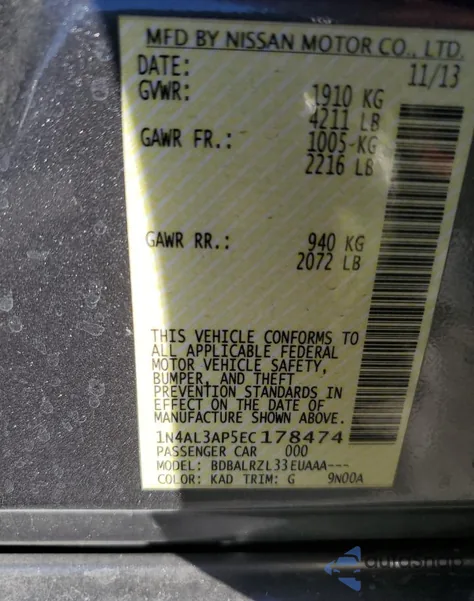 MFD BY NISSAN MOTOR CO., LTD.
DATE: 11/13
GVWR: 1910 KG
4211 LB
GAWR FR.: 1005-KG
2216 LB
GAWR RR.: 940 KG
2072 LB
THIS VEHICLE CONFORMS TO
ALL APPLICABLE FEDERAL
MOTOR VEHICLE SAFETY,
BUMPER, AND THEFT
PREVENTION STANDARDS IN
EFFECT ON THE DATE OF
MANUFACTURE SHOWN ABOVE.
1N4AL3AP5EC178474
PASSENGER CAR 000
MODEL: BDBALRZL33EUAAA---
COLOR: KAD TRIM: G 9N00A
autoSnap